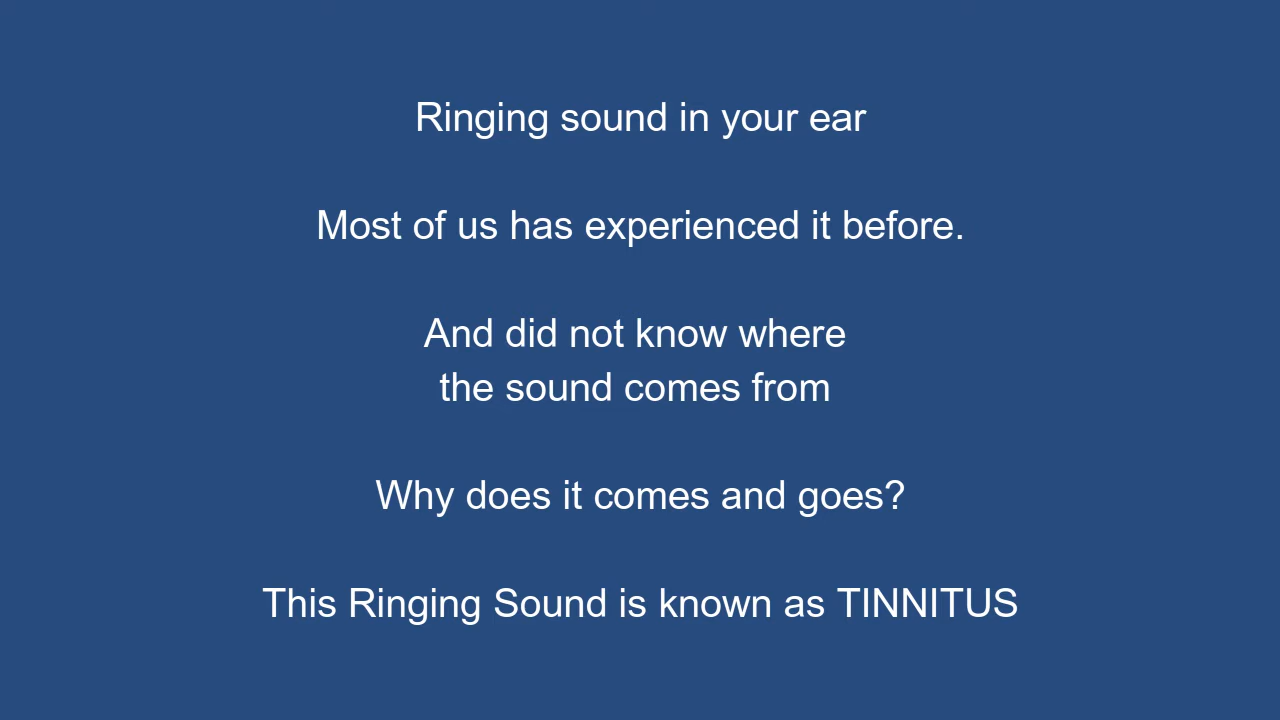 Ringing sound in your ear
Most of us has experienced it before.
And did not know where
the sound comes from
Why does it comes and goes?
This Ringing Sound is known as TINNITUS